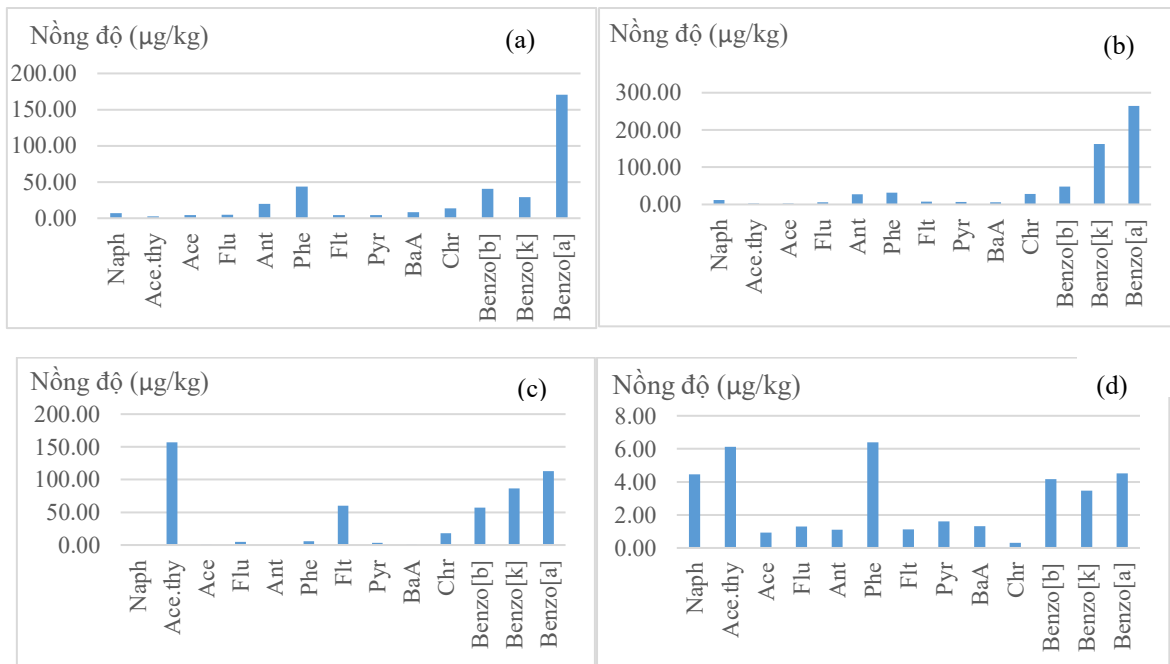 Nồng độ (µg/kg)
(a)
200.00
150.00
100.00
50.00
0.00
Naph
Ace.thy
Ace
Flu
Ant
Phe
Flt
Pyr
BaA
Chr
Benzo[b]
Benzo[k]
Benzo[a]
Nồng độ (µg/kg)
(b)
300.00
200.00
100.00
0.00
Naph
Ace.thy
Ace
Flu
Ant
Phe
Flt
Pyr
BaA
Chr
Benzo[b]
Benzo[k]
Benzo[a]
Nồng độ (µg/kg)
(c)
200.00
150.00
100.00
50.00
0.00
Naph
Ace.thy
Ace
Flu
Ant
Phe
Flt
Pyr
BaA
Chr
Benzo[b]
Benzo[k]
Benzo[a]
Nồng độ (µg/kg)
(d)
8.00
6.00
4.00
2.00
0.00
Naph
Ace.thy
Ace
Flu
Ant
Phe
Flt
Pyr
BaA
Chr
Benzo[b]
Benzo[k]
Benzo[a]